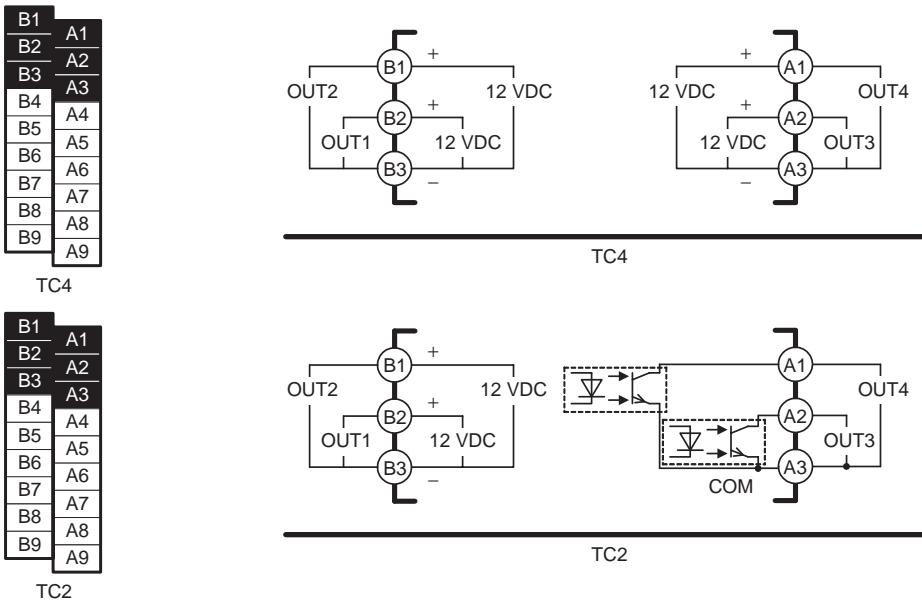 B1
A1
B2
A2
B3
A3
B4
A4
B5
A5
B6
A6
B7
A7
B8
A8
B9
A9
TC4
B1 +
OUT2 12 VDC
B2 +
OUT1 12 VDC
B3 −
+ A1
12 VDC OUT4
+ A2
12 VDC OUT3
− A3
TC4
B1
A1
B2
A2
B3
A3
B4
A4
B5
A5
B6
A6
B7
A7
B8
A8
B9
A9
TC2
B1 +
OUT2 12 VDC
B2 +
OUT1 12 VDC
B3 −
A1
OUT4
A2
OUT3
A3
COM
TC2